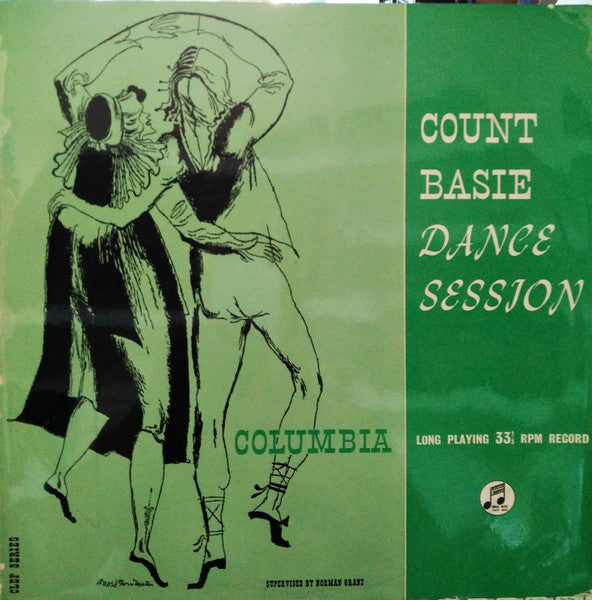 COUNT
BASIE
DANCE
SESSION
COLUMBIA
LONG PLAYING 33⅓ RPM RECORD
CLEF SERIES
SUPERVISED BY NORMAN GRANZ